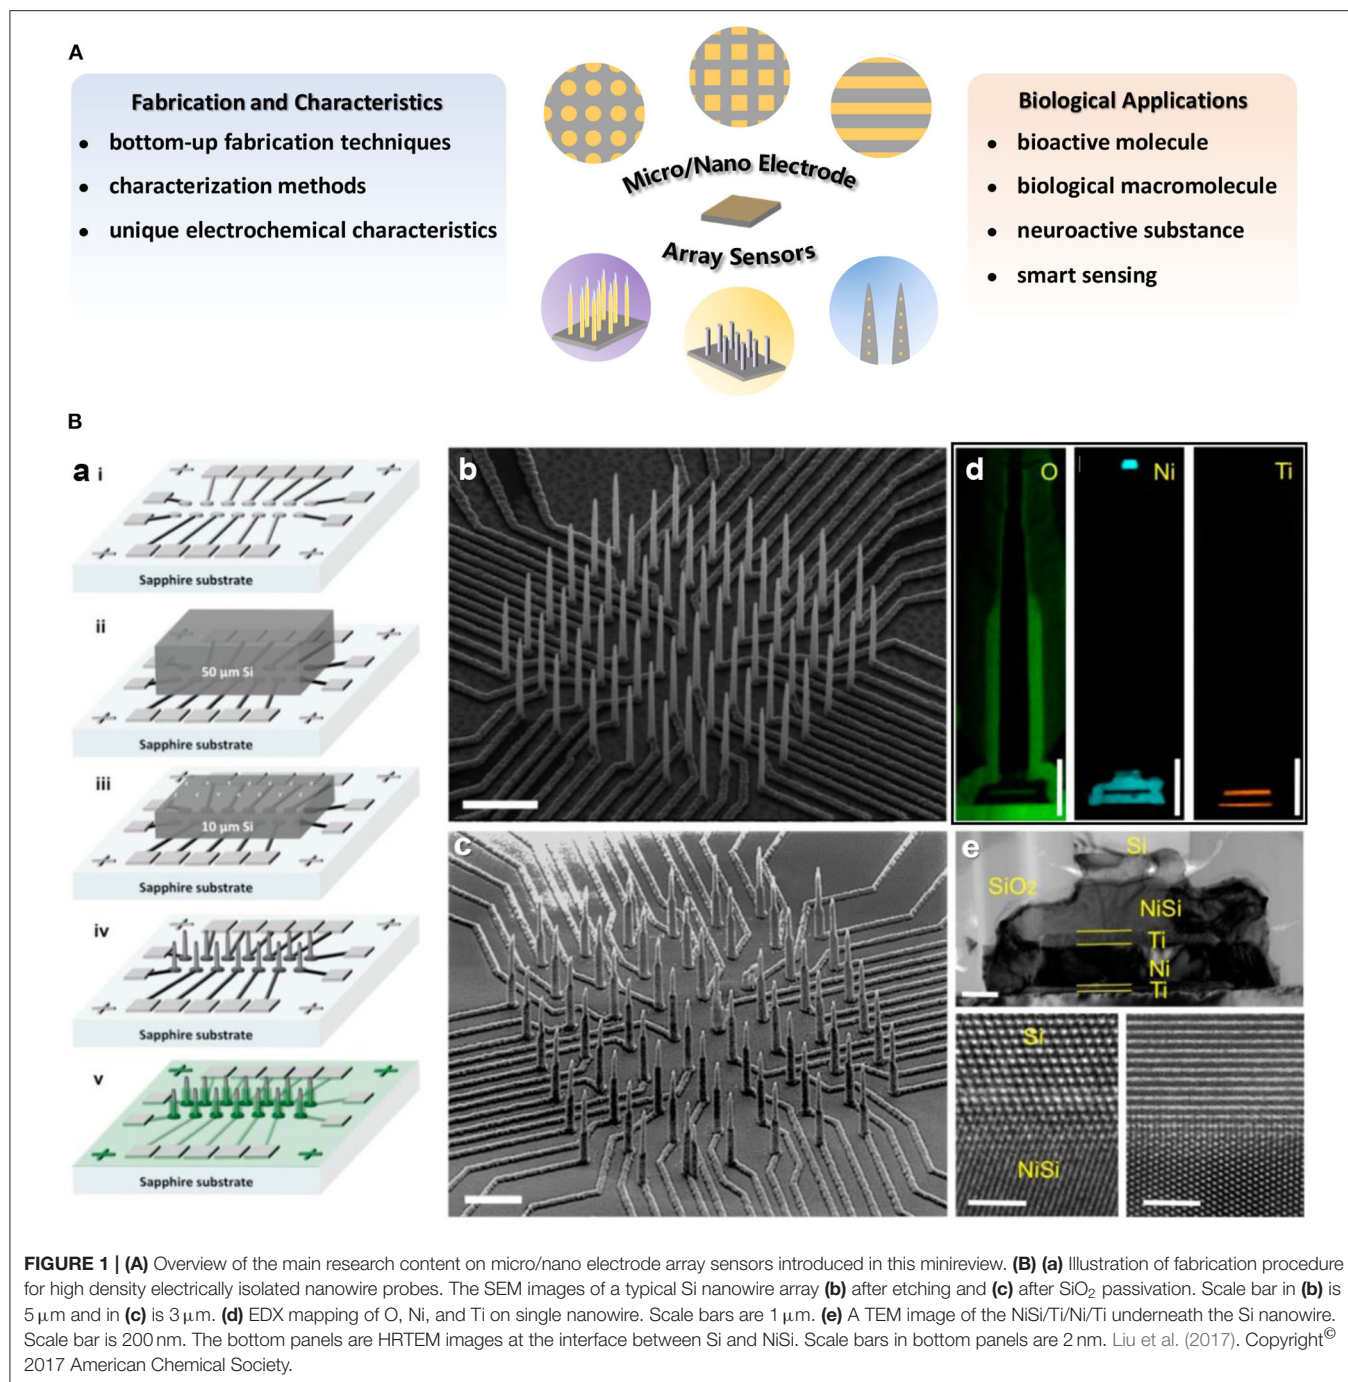 A
Fabrication and Characteristics
• bottom-up fabrication techniques
• characterization methods
• unique electrochemical characteristics
Micro/Nano Electrode
Array Sensors
Biological Applications
• bioactive molecule
• biological macromolecule
• neuroactive substance
• smart sensing
B
a
i
Sapphire substrate
ii
50 μm Si
Sapphire substrate
iii
10 μm Si
Sapphire substrate
iv
Sapphire substrate
v
Sapphire substrate
b
c
d
O
Ni
Ti
e
Si
SiO2
NiSi
Ti
Ni
Ti
Si
NiSi
FIGURE 1 | (A) Overview of the main research content on micro/nano electrode array sensors introduced in this minireview. (B) (a) Illustration of fabrication procedure
for high density electrically isolated nanowire probes. The SEM images of a typical Si nanowire array (b) after etching and (c) after SiO₂ passivation. Scale bar in (b) is
5 μm and in (c) is 3 μm. (d) EDX mapping of O, Ni, and Ti on single nanowire. Scale bars are 1 μm. (e) A TEM image of the NiSi/Ti/Ni/Ti underneath the Si nanowire.
Scale bar is 200 nm. The bottom panels are HRTEM images at the interface between Si and NiSi. Scale bars in bottom panels are 2 nm. Liu et al. (2017). Copyright©
2017 American Chemical Society.